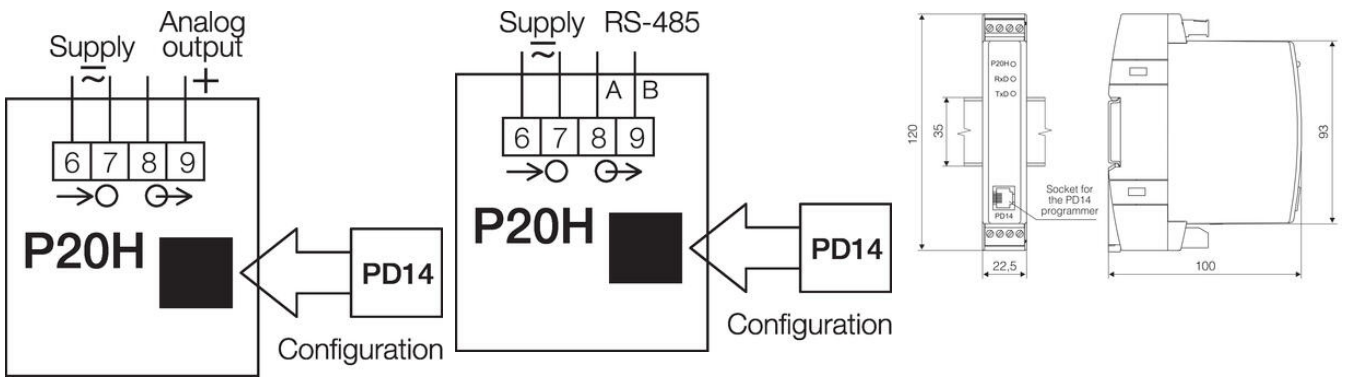 Supply
Analog
output
+
6 7 8 9
P20H
PD14
Configuration
Supply RS-485
A B
6 7 8 9
P20H
PD14
Configuration
P20H
RxD
TxD
120
35
Socket for
the PD14
programmer
PD14
22,5
93
100